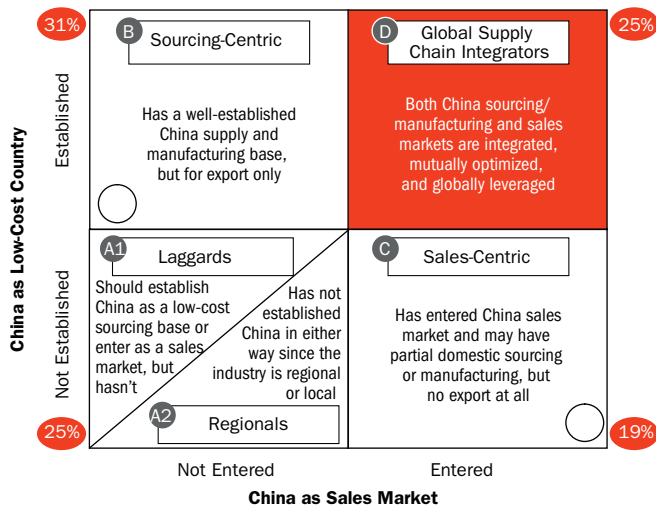 31%
B
Sourcing-Centric
Has a well-established
China supply and
manufacturing base,
but for export only
D
Global Supply
Chain Integrators
25%
Both China sourcing/
manufacturing and sales
markets are integrated,
mutually optimized,
and globally leveraged
China as Low-Cost Country
Established
Not Established
A1
Laggards
Should establish
China as a low-cost
sourcing base or
enter as a sales
market, but
hasn't
Has not
established
China in either
way since the
industry is regional
or local
A2
Regionals
25%
C
Sales-Centric
Has entered China sales
market and may have
partial domestic sourcing
or manufacturing, but
no export at all
19%
Not Entered
Entered
China as Sales Market